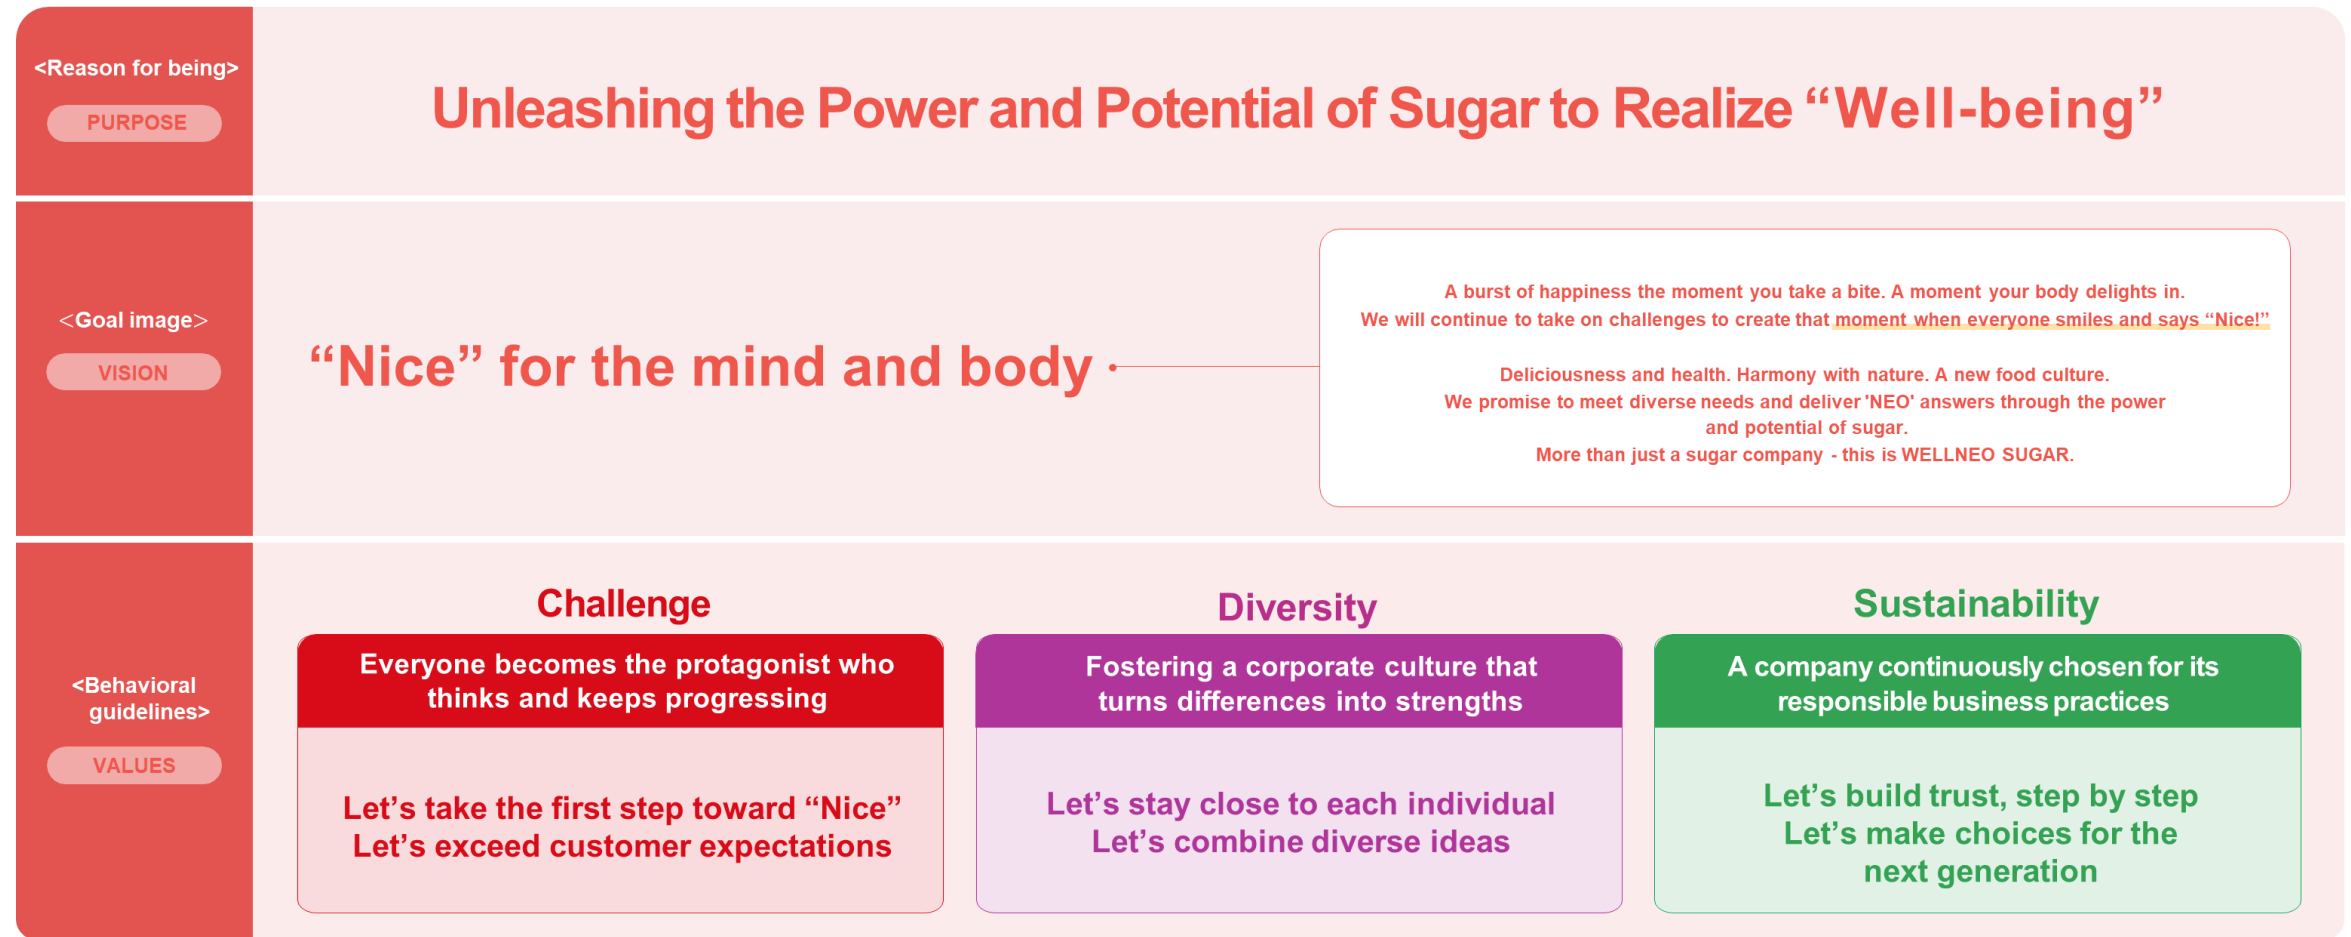 <Reason for being>
PURPOSE
Unleashing the Power and Potential of Sugar to Realize “Well-being”
<Goal image>
VISION
“Nice” for the mind and body
A burst of happiness the moment you take a bite. A moment your body delights in.
We will continue to take on challenges to create that moment when everyone smiles and says “Nice!”
Deliciousness and health. Harmony with nature. A new food culture.
We promise to meet diverse needs and deliver 'NEO' answers through the power
and potential of sugar.
More than just a sugar company - this is WELLNEO SUGAR.
<Behavioral
guidelines>
VALUES
Challenge
Everyone becomes the protagonist who
thinks and keeps progressing
Let’s take the first step toward “Nice”
Let’s exceed customer expectations
Diversity
Fostering a corporate culture that
turns differences into strengths
Let’s stay close to each individual
Let’s combine diverse ideas
Sustainability
A company continuously chosen for its
responsible business practices
Let’s build trust, step by step
Let’s make choices for the
next generation